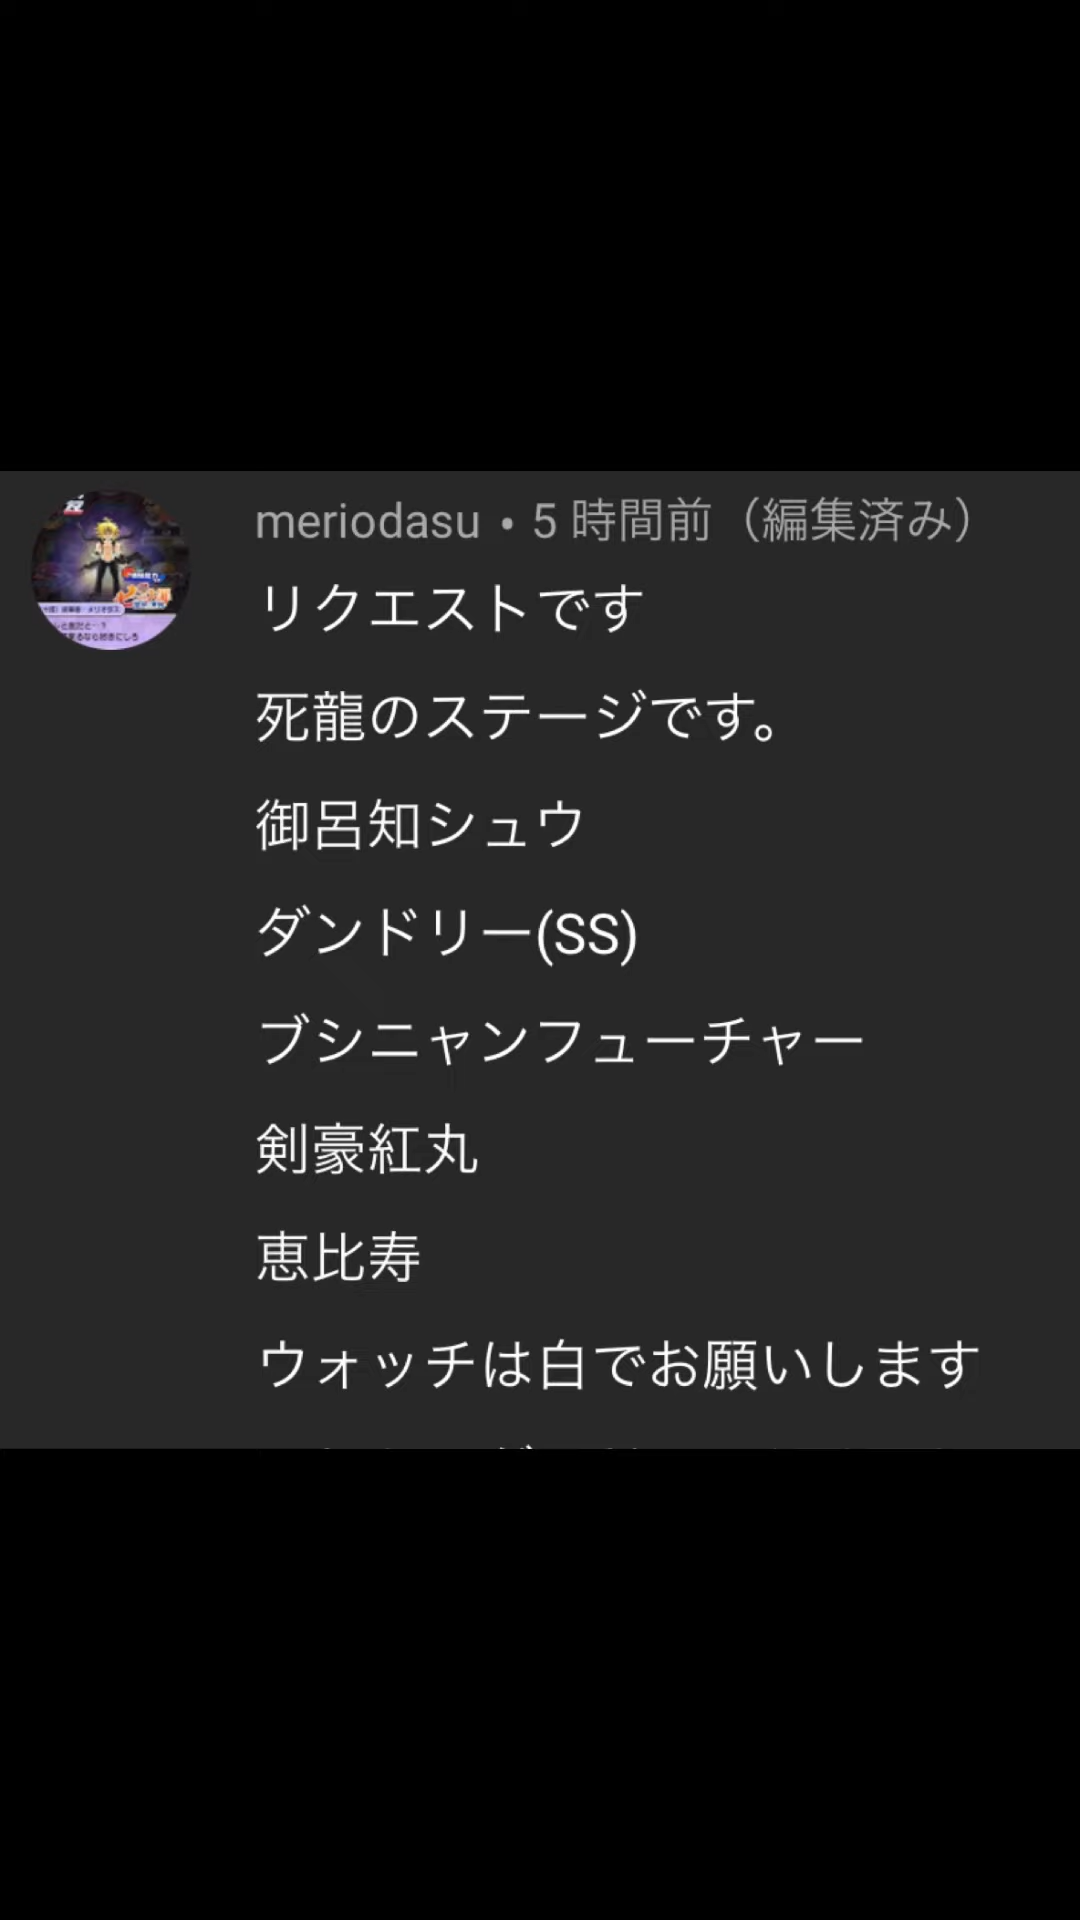 meriodasu • 5 時間前（編集済み）
リクエストです
死龍のステージです。
御呂知シュウ
ダンドリー(SS)
ブシニャンフューチャー
剣豪紅丸
恵比寿
ウォッチは白でお願いします